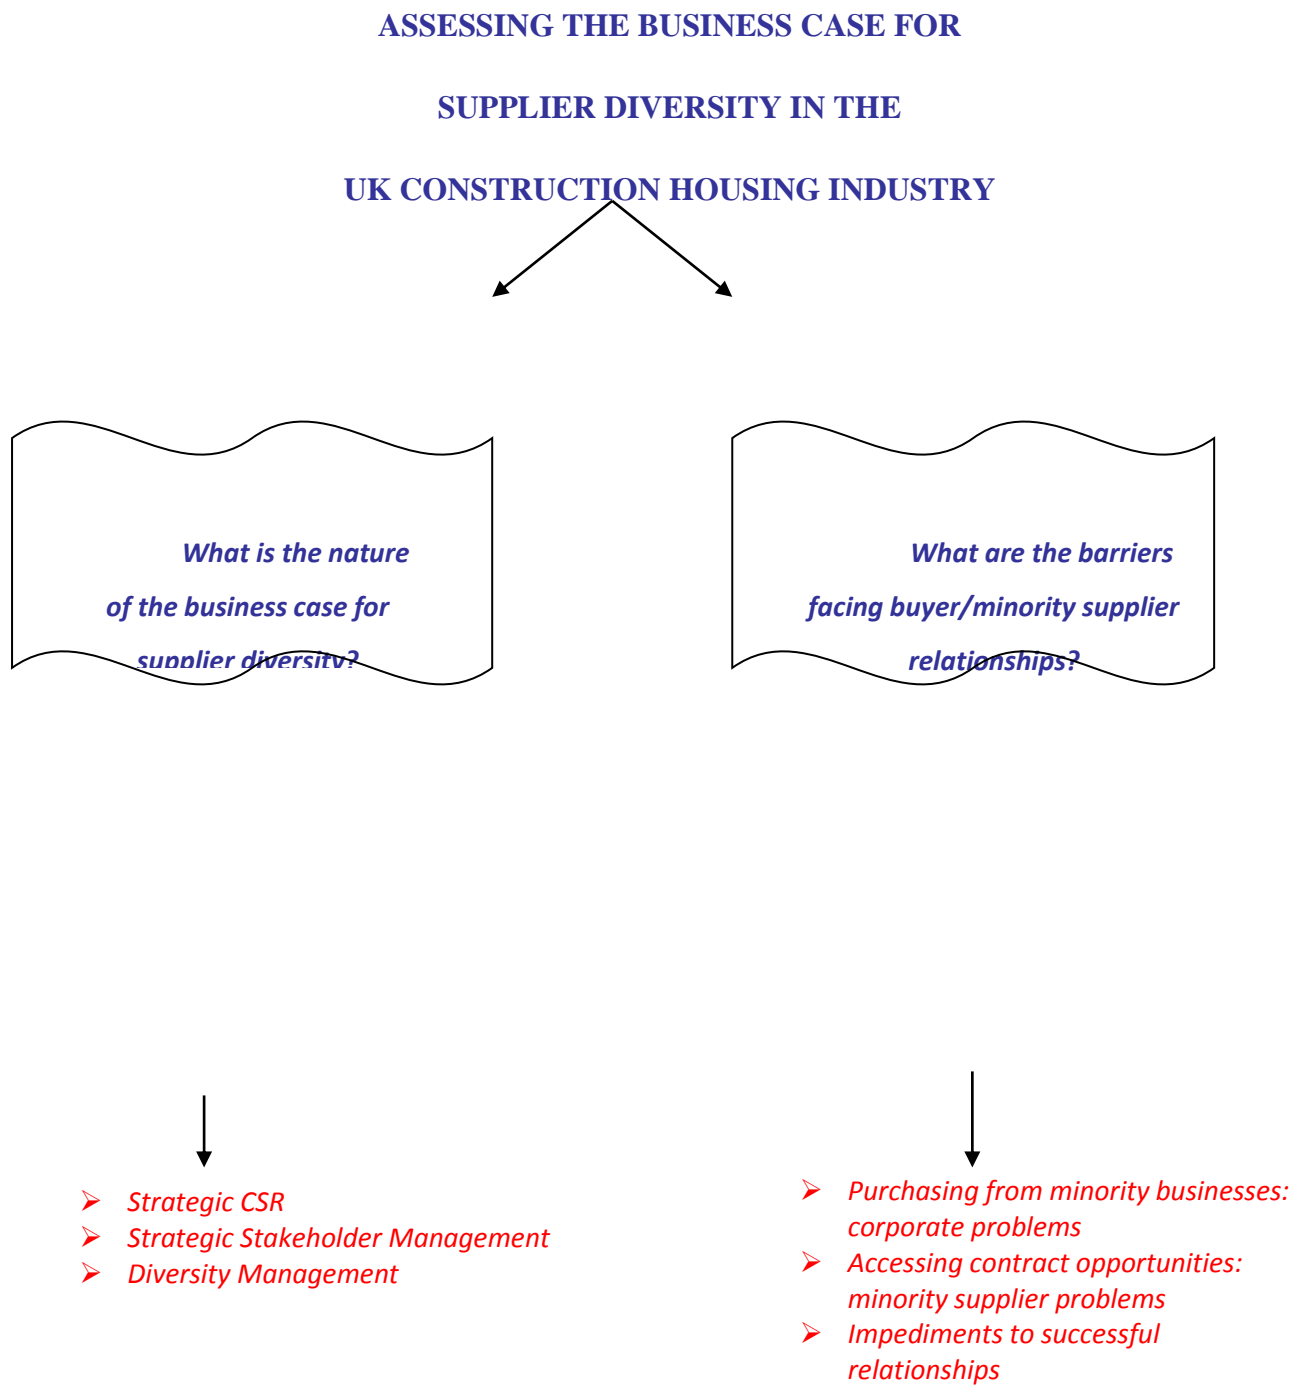 ASSESSING THE BUSINESS CASE FOR
SUPPLIER DIVERSITY IN THE
UK CONSTRUCTION HOUSING INDUSTRY
What is the nature
of the business case for
supplier diversity?
What are the barriers
facing buyer/minority supplier
relationships?
➢ Strategic CSR
➢ Strategic Stakeholder Management
➢ Diversity Management
➢ Purchasing from minority businesses:
corporate problems
➢ Accessing contract opportunities:
minority supplier problems
➢ Impediments to successful
relationships